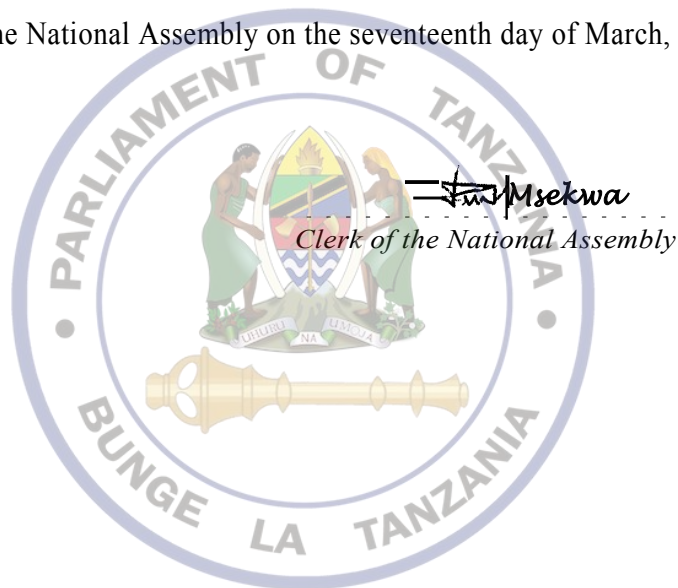 he National Assembly on the seventeenth day of March,
Msekwa
Clerk of the National Assembly
PARLIAMENT OF TANZANIA
UHURU NA UMOJA
BUNGE LA TANZANIA